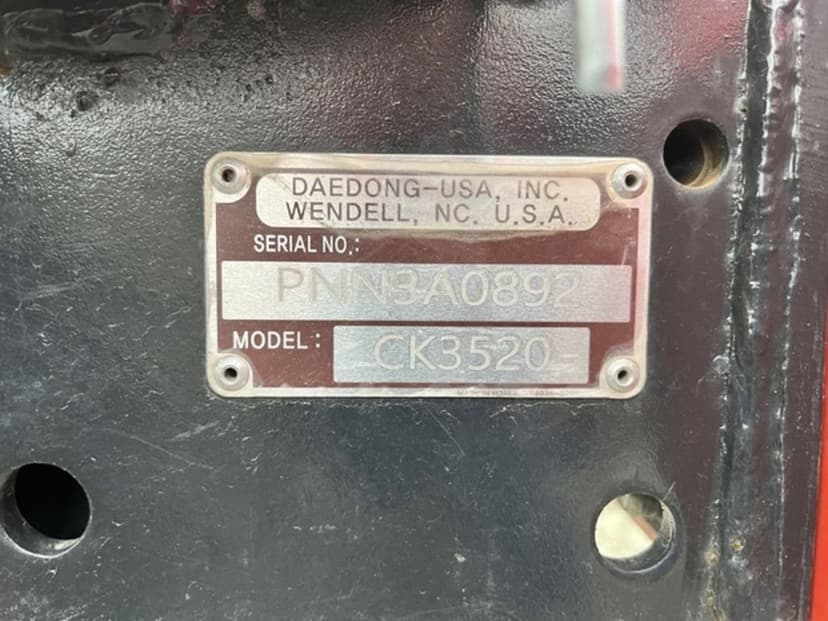 DAEDONG-USA, INC.
WENDELL, NC. U.S.A.
SERIAL NO.:
PNN3A0892
MODEL: CK3520